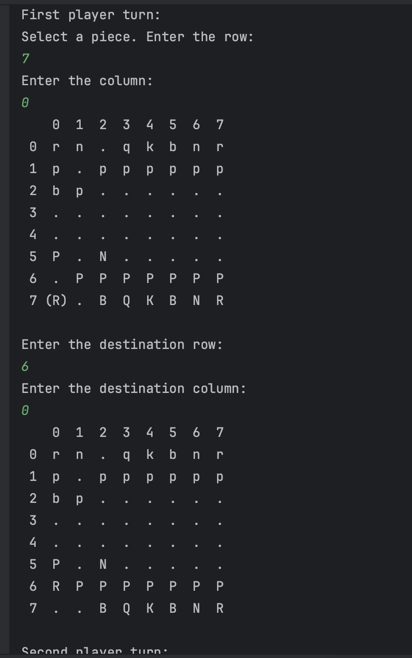 First player turn:
Select a piece. Enter the row:
7
Enter the column:
0
    0  1  2  3  4  5  6  7
 0  r  n  .  q  k  b  n  r
 1  p  .  p  p  p  p  p  p
 2  b  p  .  .  .  .  .  .
 3  .  .  .  .  .  .  .  .
 4  .  .  .  .  .  .  .  .
 5  P  .  N  .  .  .  .  .
 6  .  P  P  P  P  P  P  P
 7 (R) .  B  Q  K  B  N  R
Enter the destination row:
6
Enter the destination column:
0
    0  1  2  3  4  5  6  7
 0  r  n  .  q  k  b  n  r
 1  p  .  p  p  p  p  p  p
 2  b  p  .  .  .  .  .  .
 3  .  .  .  .  .  .  .  .
 4  .  .  .  .  .  .  .  .
 5  P  .  N  .  .  .  .  .
 6  R  P  P  P  P  P  P  P
 7  .  .  B  Q  K  B  N  R
Second player turn: